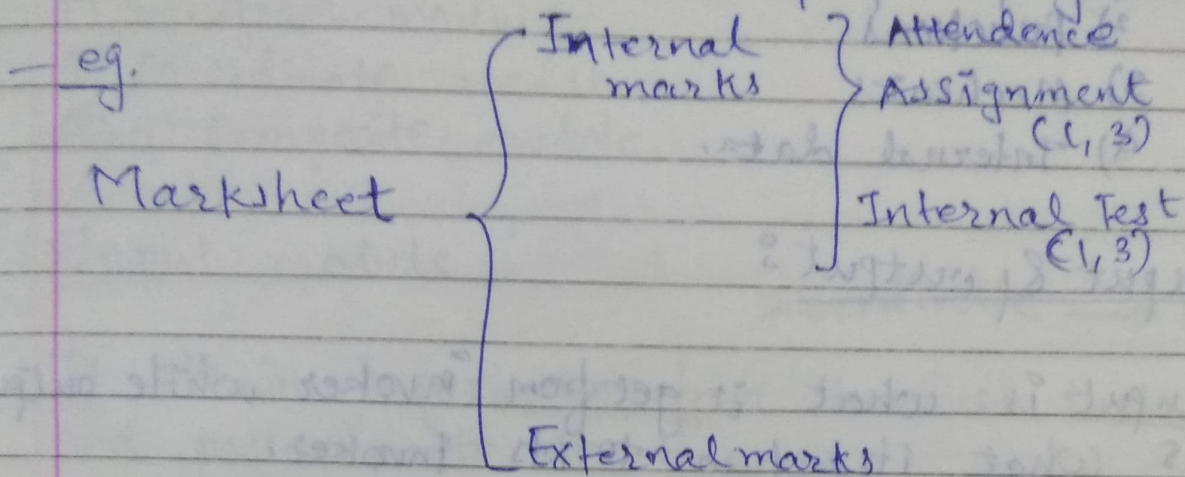 - eg.
Marksheet
Internal
marks
Attendence
Assignment
(1, 3)
Internal Test
(1, 3)
External marks